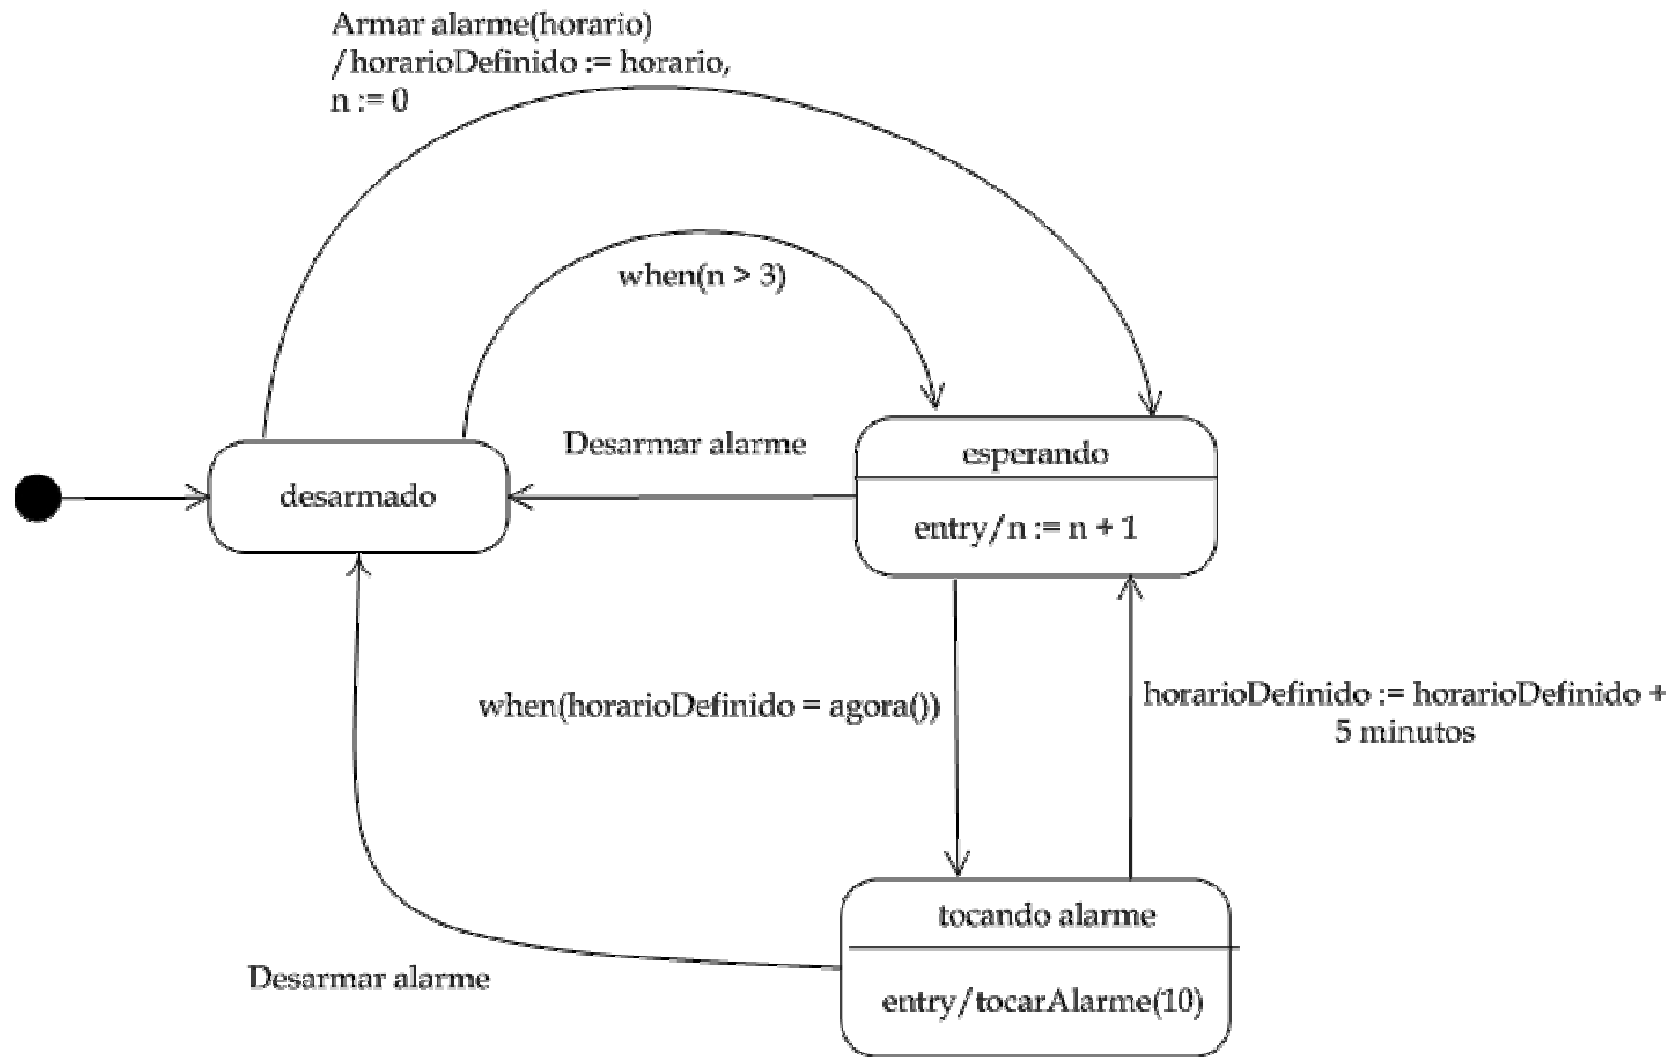 Armar alarme(horario)
/horarioDefinido := horario,
n := 0
when(n > 3)
Desarmar alarme
esperando
desarmado
entry/n := n + 1
when(horarioDefinido = agora())
horarioDefinido := horarioDefinido +
5 minutos
tocando alarme
Desarmar alarme
entry/tocarAlarme(10)